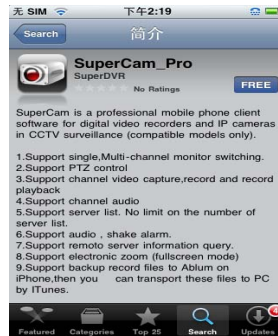 无 SIM 下午2:19
Search 简介
SuperCam_Pro
SuperDVR
No Ratings
FREE
SuperCam is a professional mobile phone client
software for digital video recorders and IP cameras
in CCTV surveillance (compatible models only).
1.Support single,Multi-channel monitor switching.
2.Support PTZ control
3.Support channel video capture,record and record
playback
4.Support channel audio
5.Support server list. No limit on the number of
server list.
6.Support audio , shake alarm.
7.Support remoto server information query.
8.Support electronic zoom (fullscreen mode)
9.Support backup record files to Ablum on
iPhone,then you can transport these files to PC
by ITunes.
Featured Categories Top 25 Search Updates